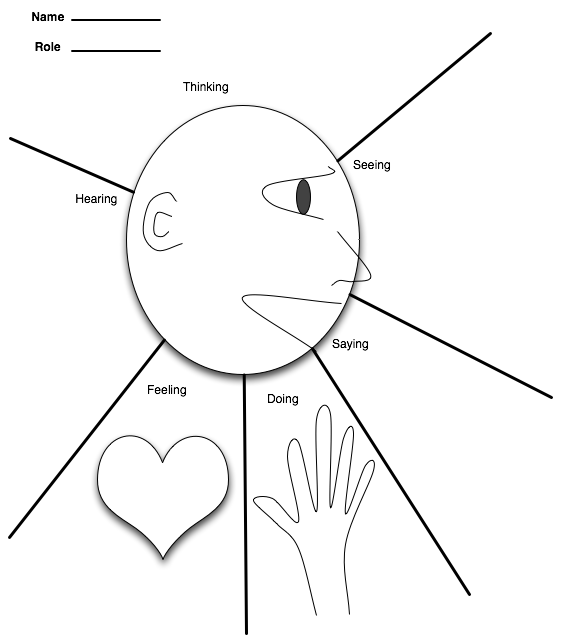 Name
Role
Thinking
Seeing
Hearing
Saying
Feeling
Doing